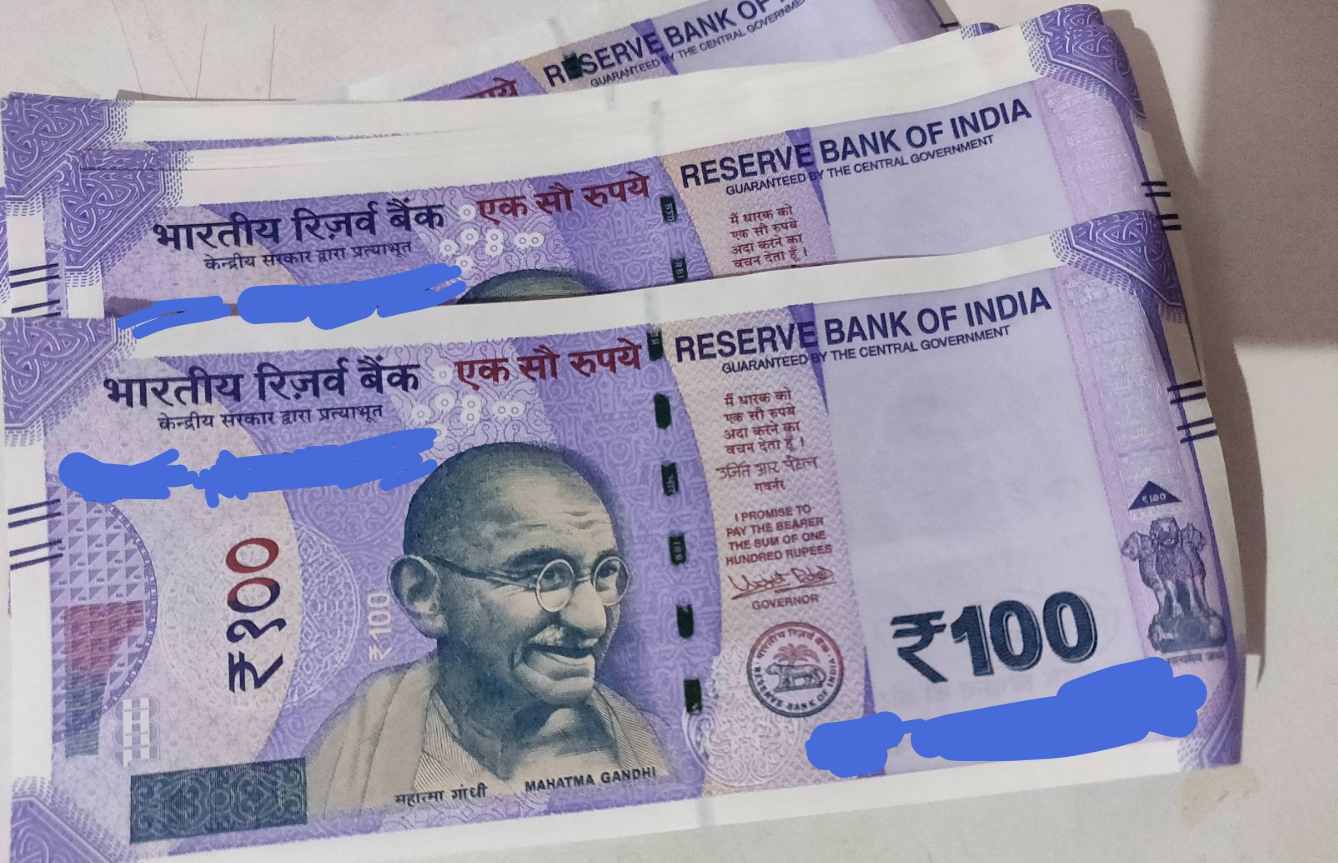 RESERVE BANK OF
GUARANTEED BY THE CENTRAL GOVERNME
भारतीय रिज़र्व बैंक
केन्द्रीय सरकार द्वारा प्रत्याभूत
एक सौ रुपये
RESERVE BANK OF INDIA
GUARANTEED BY THE CENTRAL GOVERNMENT
मैं धारक को
एक सौ रुपये
अदा करने का
वचन देता हूँ ।
भारतीय रिज़र्व बैंक
केन्द्रीय सरकार द्वारा प्रत्याभूत
एक सौ रुपये
RESERVE BANK OF INDIA
GUARANTEED BY THE CENTRAL GOVERNMENT
मैं धारक को
एक सौ रुपये
अदा करने का
वचन देता हूँ ।
गवर्नर
I PROMISE TO
PAY THE BEARER
THE SUM OF ONE
HUNDRED RUPEES
GOVERNOR
₹१००
₹100
₹100
₹100
भारतीय रिज़र्व बैंक
RESERVE BANK OF INDIA
महात्मा गांधी
MAHATMA GANDHI